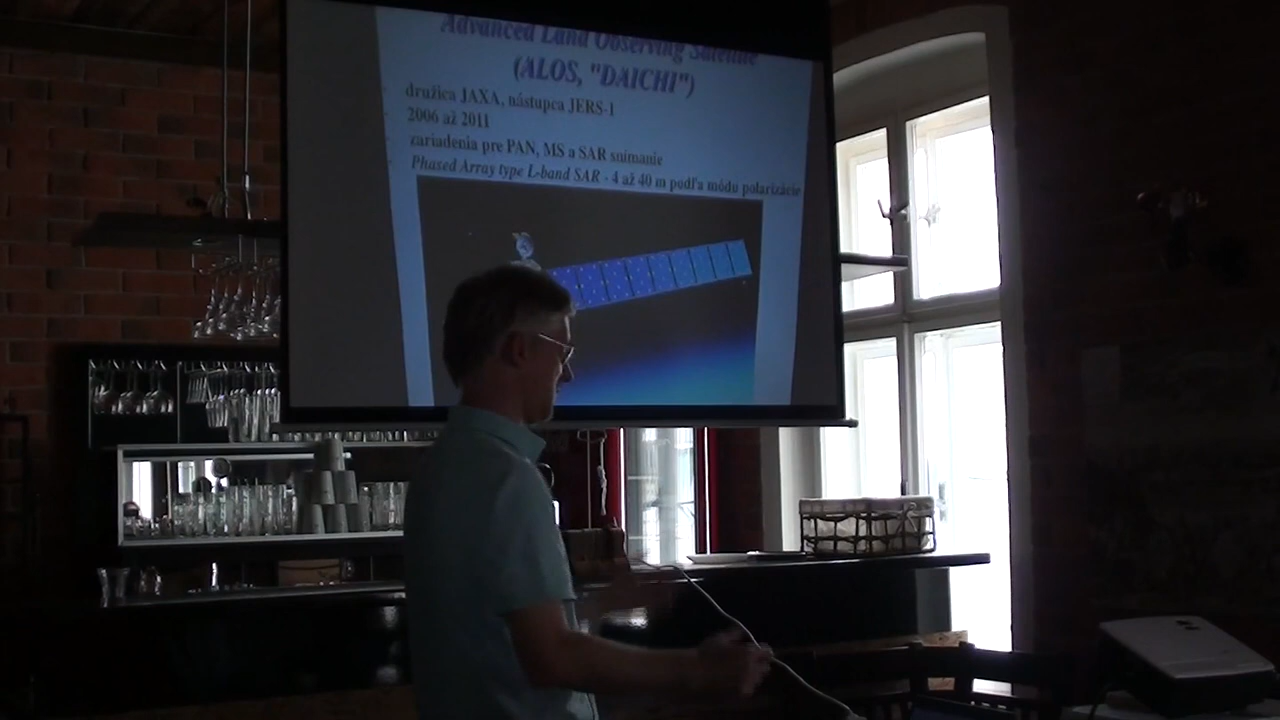 Advanced Land Observing Satellite
(ALOS, "DAICHI")
družica JAXA, nástupca JERS-1
2006 až 2011
zariadenia pre PAN, MS a SAR snímanie
Phased Array type L-band SAR - 4 až 40 m podľa módu polarizácie